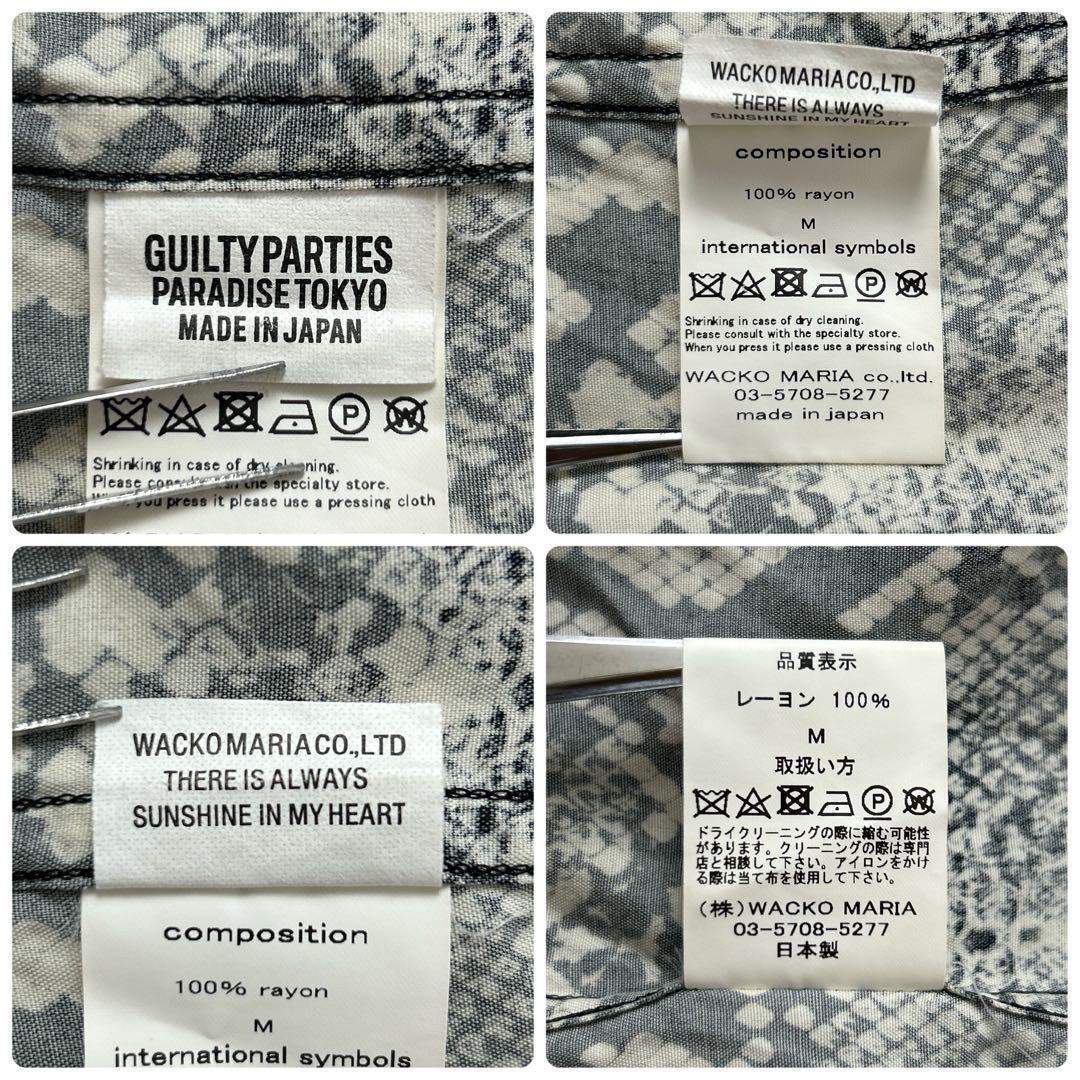 GUILTYPARTIES
PARADISE TOKYO
MADE IN JAPAN
P
W
Shrinking in case of dry cleaning.
Please consult with the specialty store.
When you press it please use a pressing cloth
WACKOMARIACO.,LTD
THERE IS ALWAYS
SUNSHINE IN MY HEART
composition
100% rayon
M
international symbols
P
W
Shrinking in case of dry cleaning.
Please consult with the specialty store.
When you press it please use a pressing cloth
WACKO MARIA co.,ltd.
03-5708-5277
made in japan
WACKOMARIACO.,LTD
THERE IS ALWAYS
SUNSHINE IN MY HEART
composition
100% rayon
M
international symbols
品質表示
レーヨン 100%
M
取扱い方
P
W
ドライクリーニングの際に縮む可能性
があります。クリーニングの際は専門
店と相談して下さい。アイロンをかけ
る際は当て布を使用して下さい。
(株)WACKO MARIA
03-5708-5277
日本製